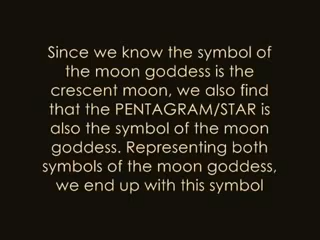 Since we know the symbol of
the moon goddess is the
crescent moon, we also find
that the PENTAGRAM/STAR is
also the symbol of the moon
goddess. Representing both
symbols of the moon goddess,
we end up with this symbol